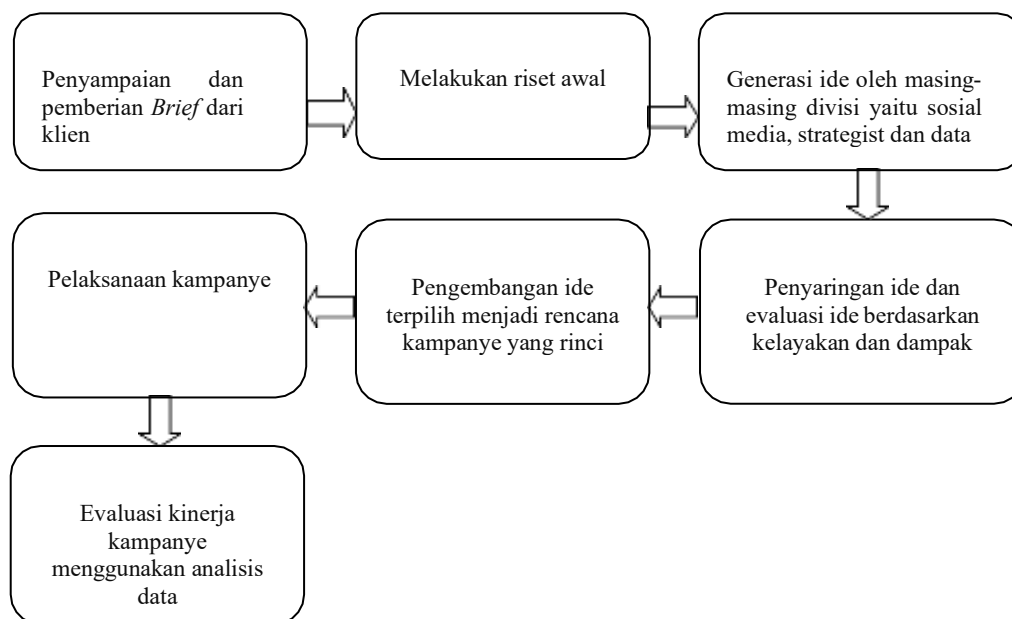 Penyampaian dan
pemberian Brief dari
klien
Melakukan riset awal
Generasi ide oleh masing-
masing divisi yaitu sosial
media, strategist dan data
Penyaringan ide dan
evaluasi ide berdasarkan
kelayakan dan dampak
Pengembangan ide
terpilih menjadi rencana
kampanye yang rinci
Pelaksanaan kampanye
Evaluasi kinerja
kampanye
menggunakan analisis
data